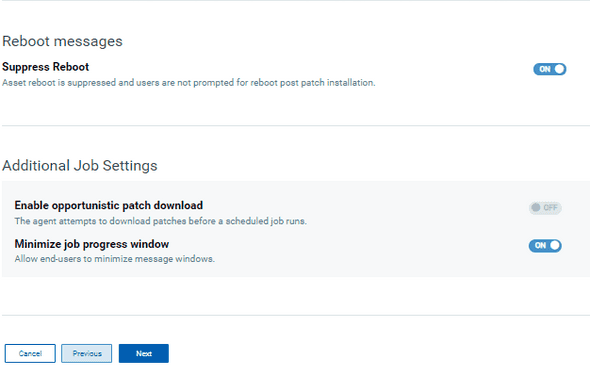 Reboot messages
Suppress Reboot
ON
Asset reboot is suppressed and users are not prompted for reboot post patch installation.
Additional Job Settings
Enable opportunistic patch download
OFF
The agent attempts to download patches before a scheduled job runs.
Minimize job progress window
ON
Allow end-users to minimize message windows.
Cancel
Previous
Next